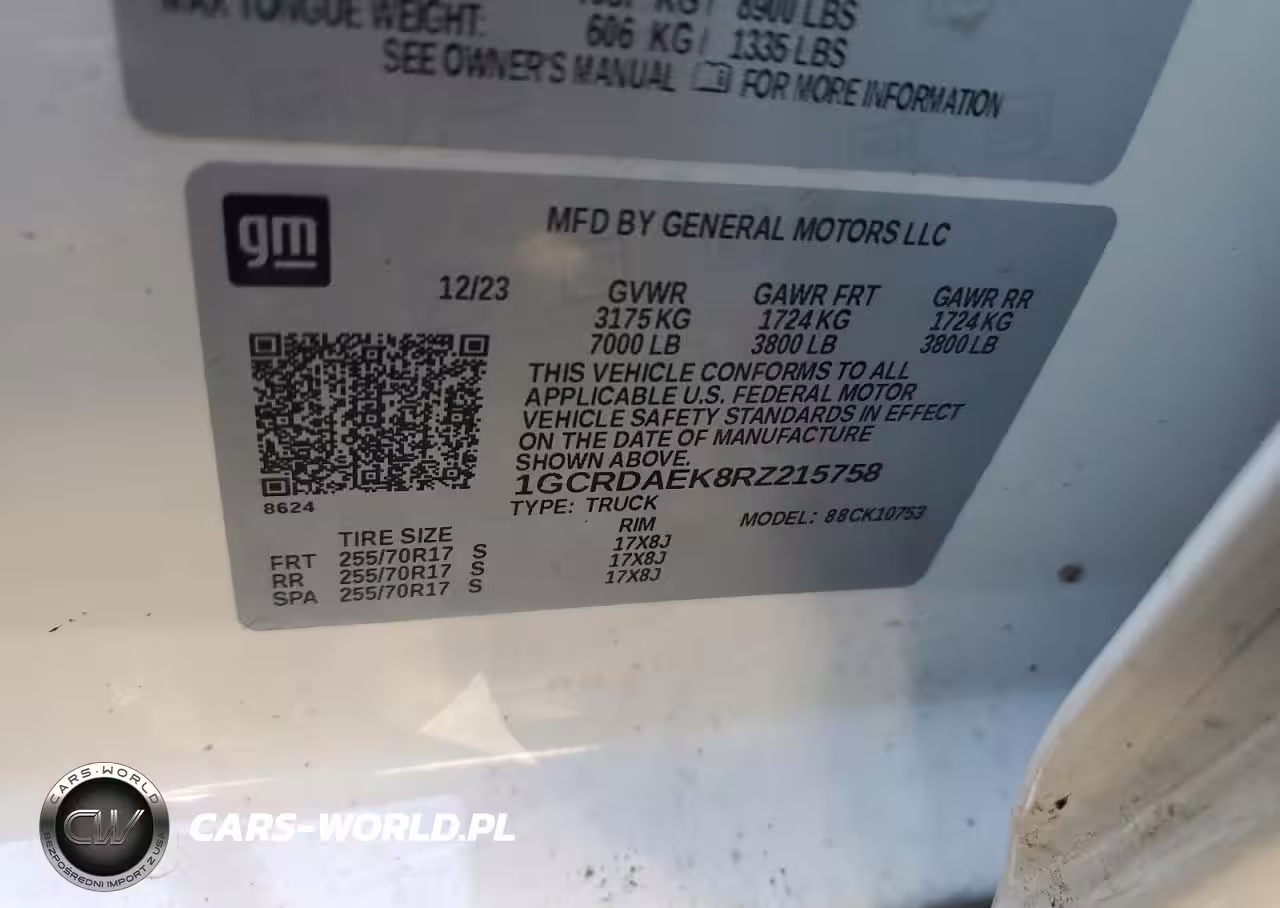 MAX TONGUE WEIGHT: 8900 LBS
606 KG / 1335 LBS
SEE OWNER'S MANUAL FOR MORE INFORMATION
gm
MFD BY GENERAL MOTORS LLC
12/23 GVWR GAWR FRT GAWR RR
3175 KG 1724 KG 1724 KG
7000 LB 3800 LB 3800 LB
THIS VEHICLE CONFORMS TO ALL
APPLICABLE U.S. FEDERAL MOTOR
VEHICLE SAFETY STANDARDS IN EFFECT
ON THE DATE OF MANUFACTURE
SHOWN ABOVE.
1GCRDAEK8RZ215758
8624
TYPE: TRUCK MODEL: 88CK10753
TIRE SIZE RIM
FRT 255/70R17 S 17X8J
RR 255/70R17 S 17X8J
SPA 255/70R17 S 17X8J
CARS-WORLD
CW
BEZPOŚREDNI IMPORT Z USA
CARS-WORLD.PL